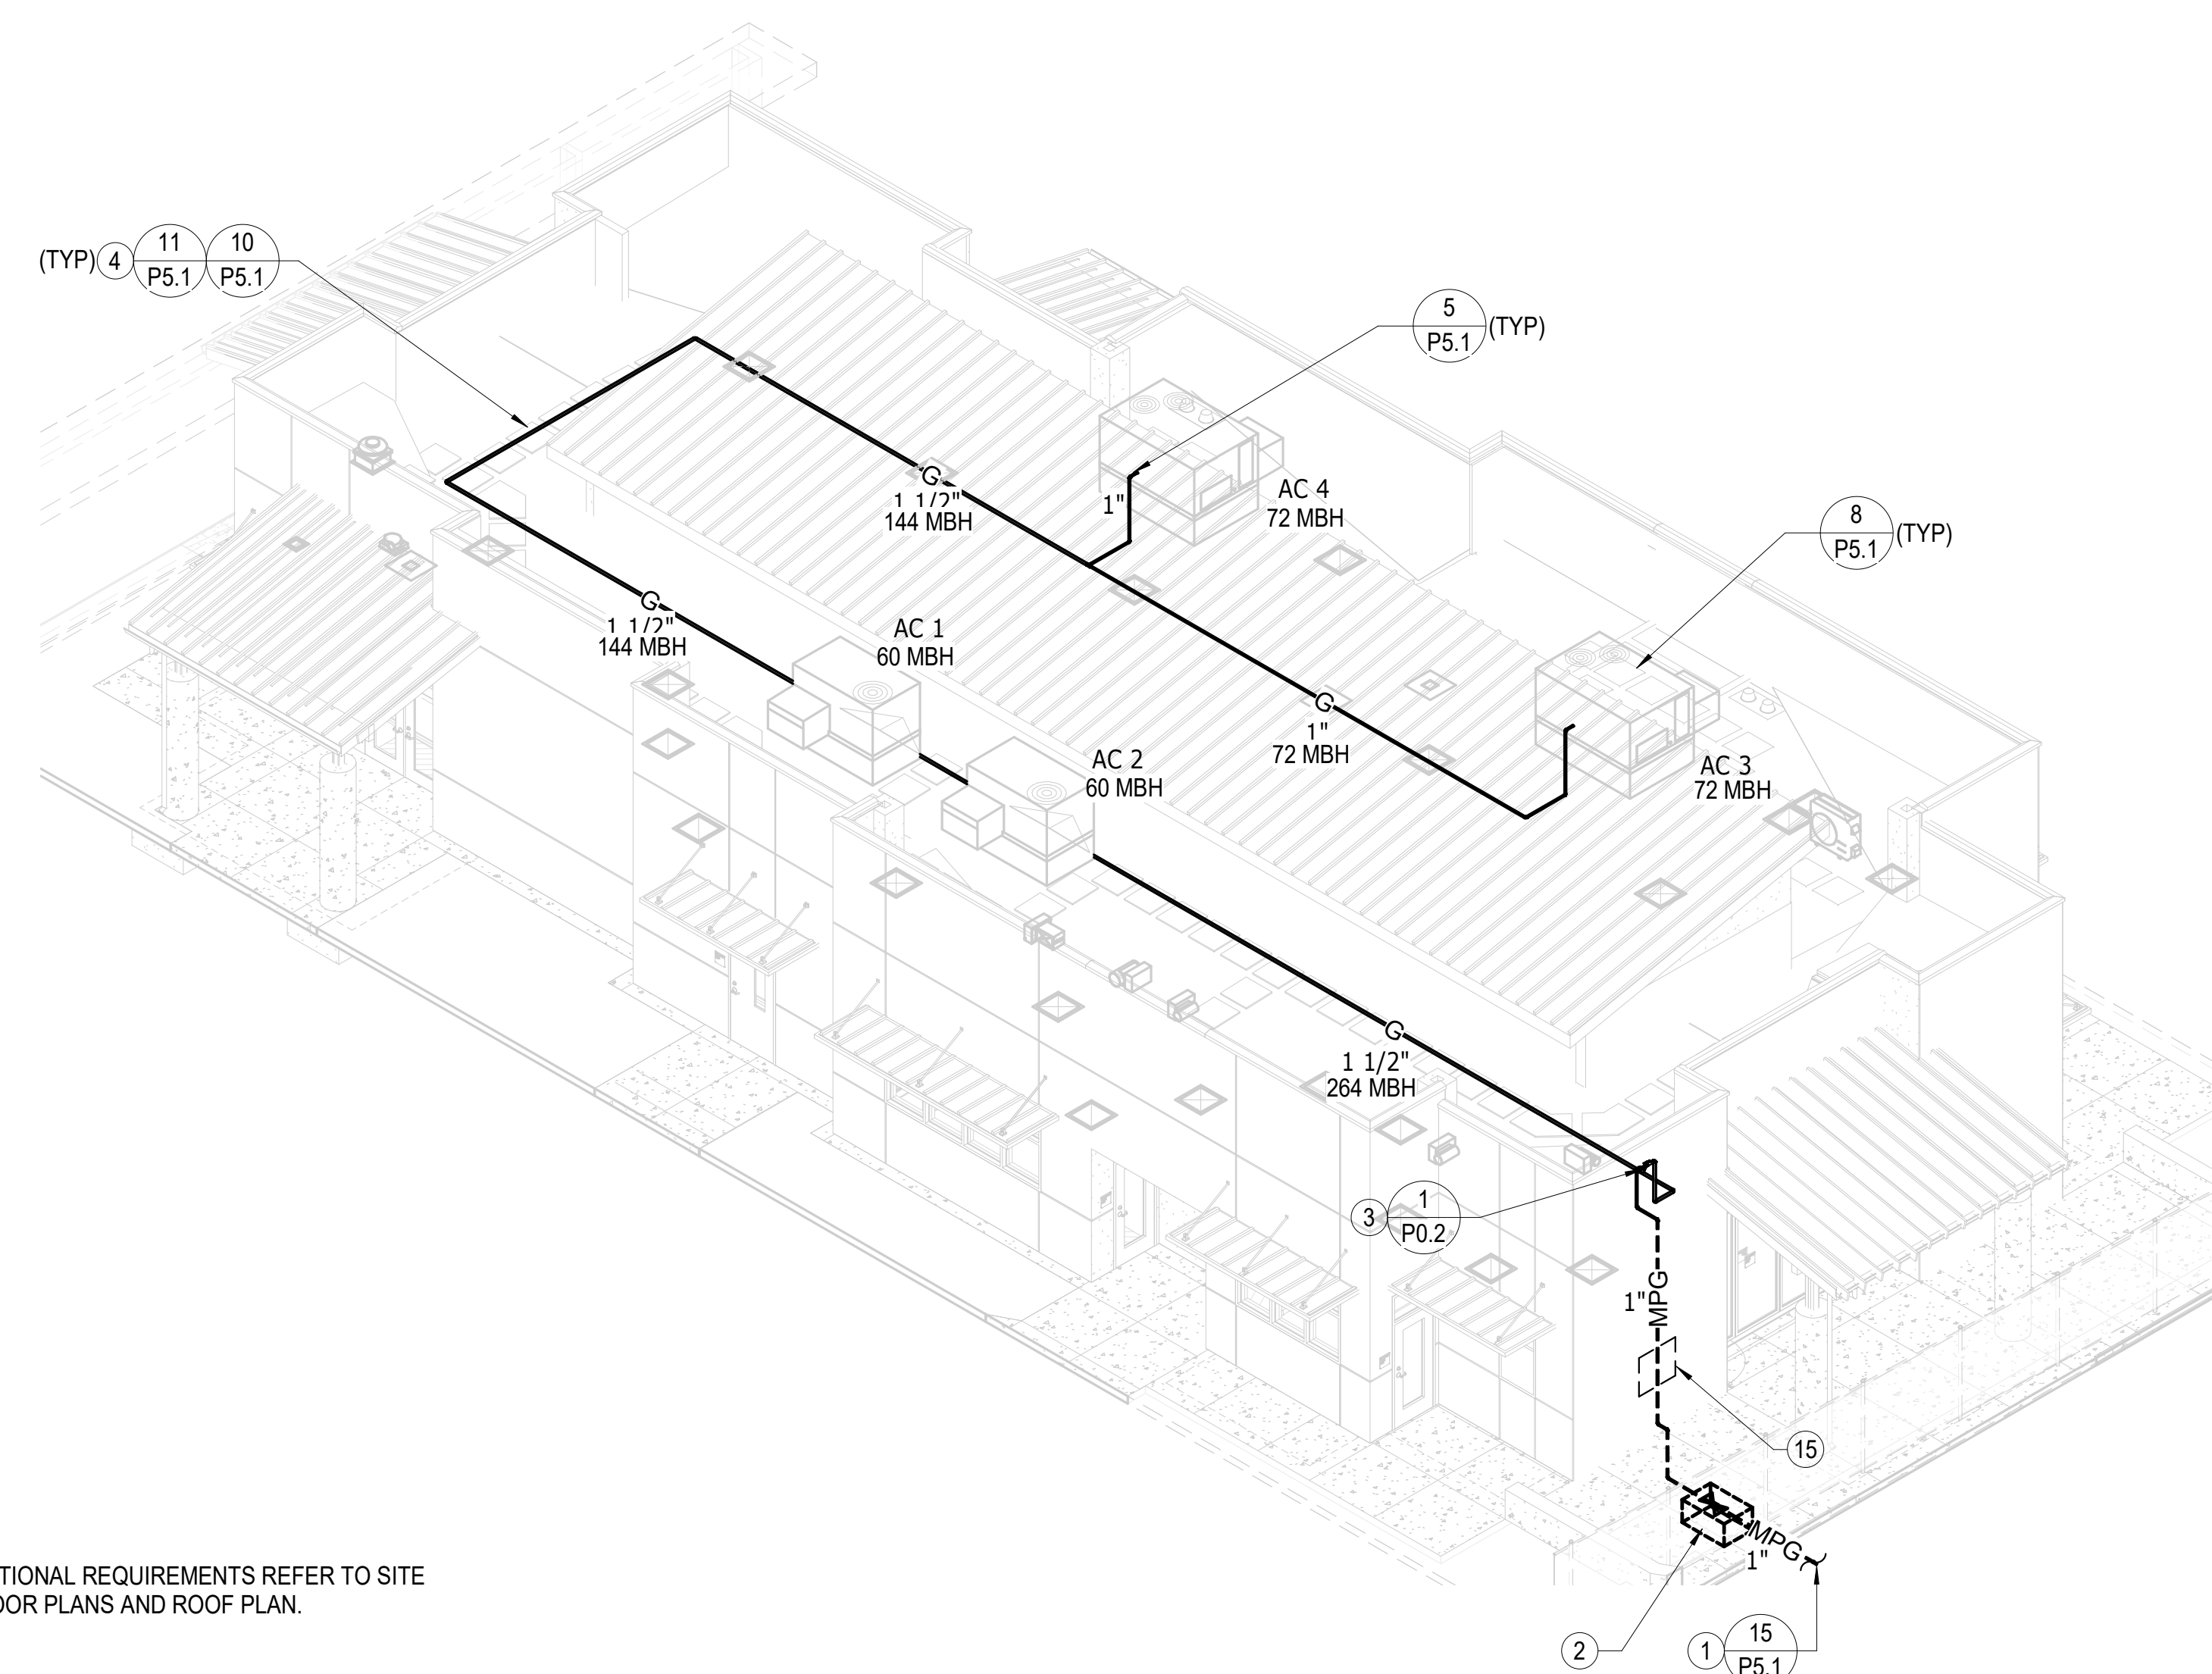 (TYP) 4 11 10
P5.1 P5.1
5
P5.1 (TYP)
G
1 1/2"
144 MBH
1"
AC 4
72 MBH
8
P5.1 (TYP)
G
1 1/2"
144 MBH
AC 1
60 MBH
G
1"
72 MBH
AC 2
60 MBH
AC 3
72 MBH
G
1 1/2"
264 MBH
3 1
P0.2
1" MPG
15
MPG
1"
TIONAL REQUIREMENTS REFER TO SITE
OOR PLANS AND ROOF PLAN.
2
1 15
P5.1